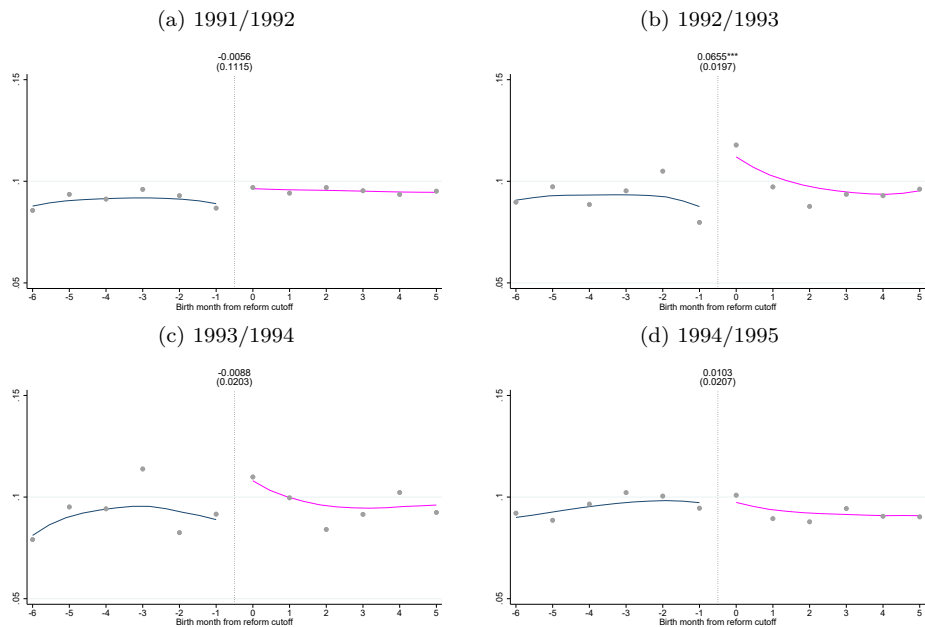 (a) 1991/1992
-0.0056
(0.1115)
.15
.1
.05
-6 -5 -4 -3 -2 -1 0 1 2 3 4 5
Birth month from reform cutoff
(b) 1992/1993
0.0655***
(0.0197)
.15
.1
.05
-6 -5 -4 -3 -2 -1 0 1 2 3 4 5
Birth month from reform cutoff
(c) 1993/1994
-0.0088
(0.0203)
.15
.1
.05
-6 -5 -4 -3 -2 -1 0 1 2 3 4 5
Birth month from reform cutoff
(d) 1994/1995
0.0103
(0.0207)
.15
.1
.05
-6 -5 -4 -3 -2 -1 0 1 2 3 4 5
Birth month from reform cutoff